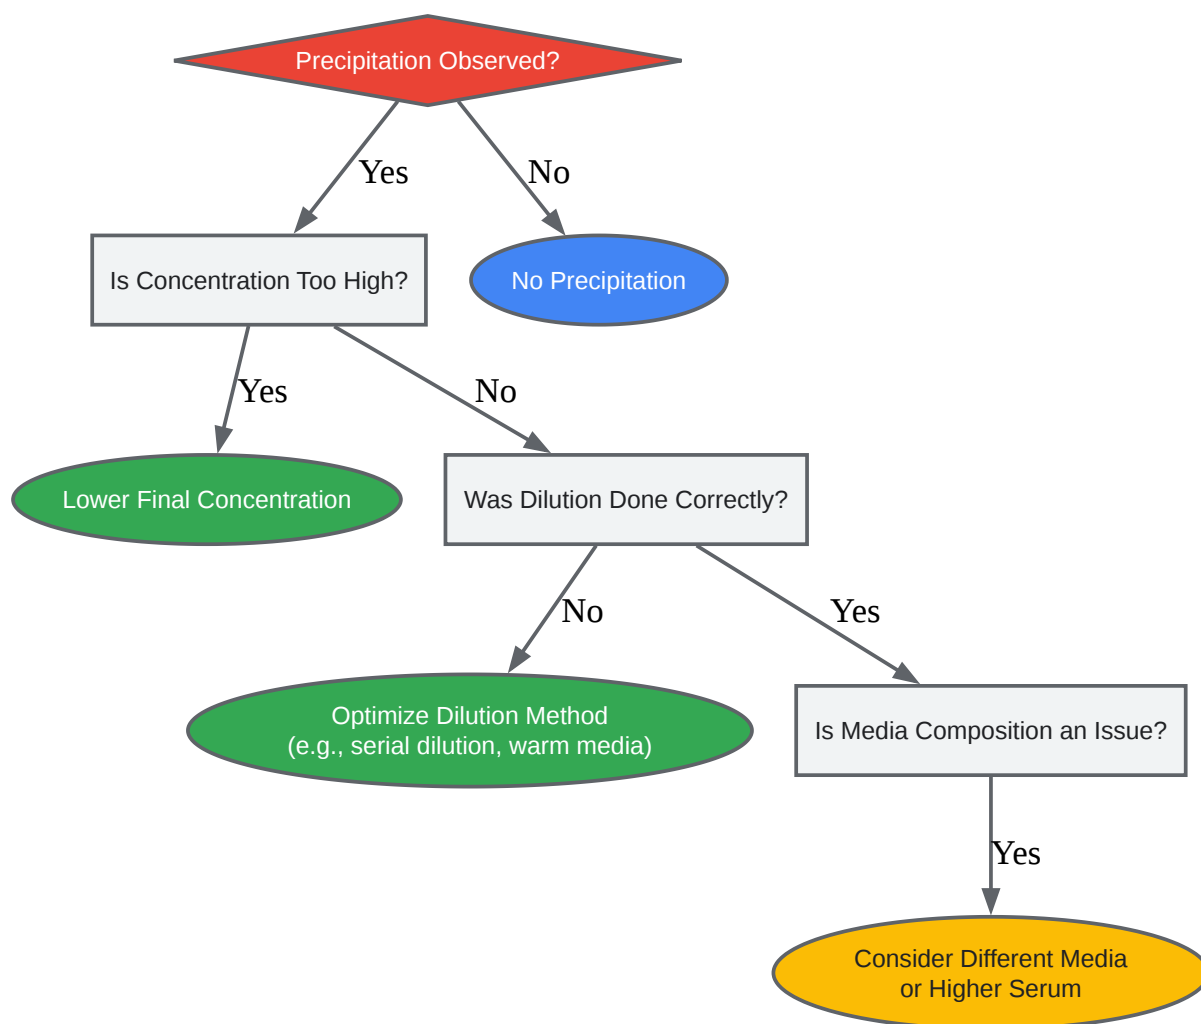 Precipitation Observed?
Yes
No
Is Concentration Too High?
No Precipitation
Yes
No
Lower Final Concentration
Was Dilution Done Correctly?
No
Yes
Optimize Dilution Method
(e.g., serial dilution, warm media)
Is Media Composition an Issue?
Yes
Consider Different Media
or Higher Serum